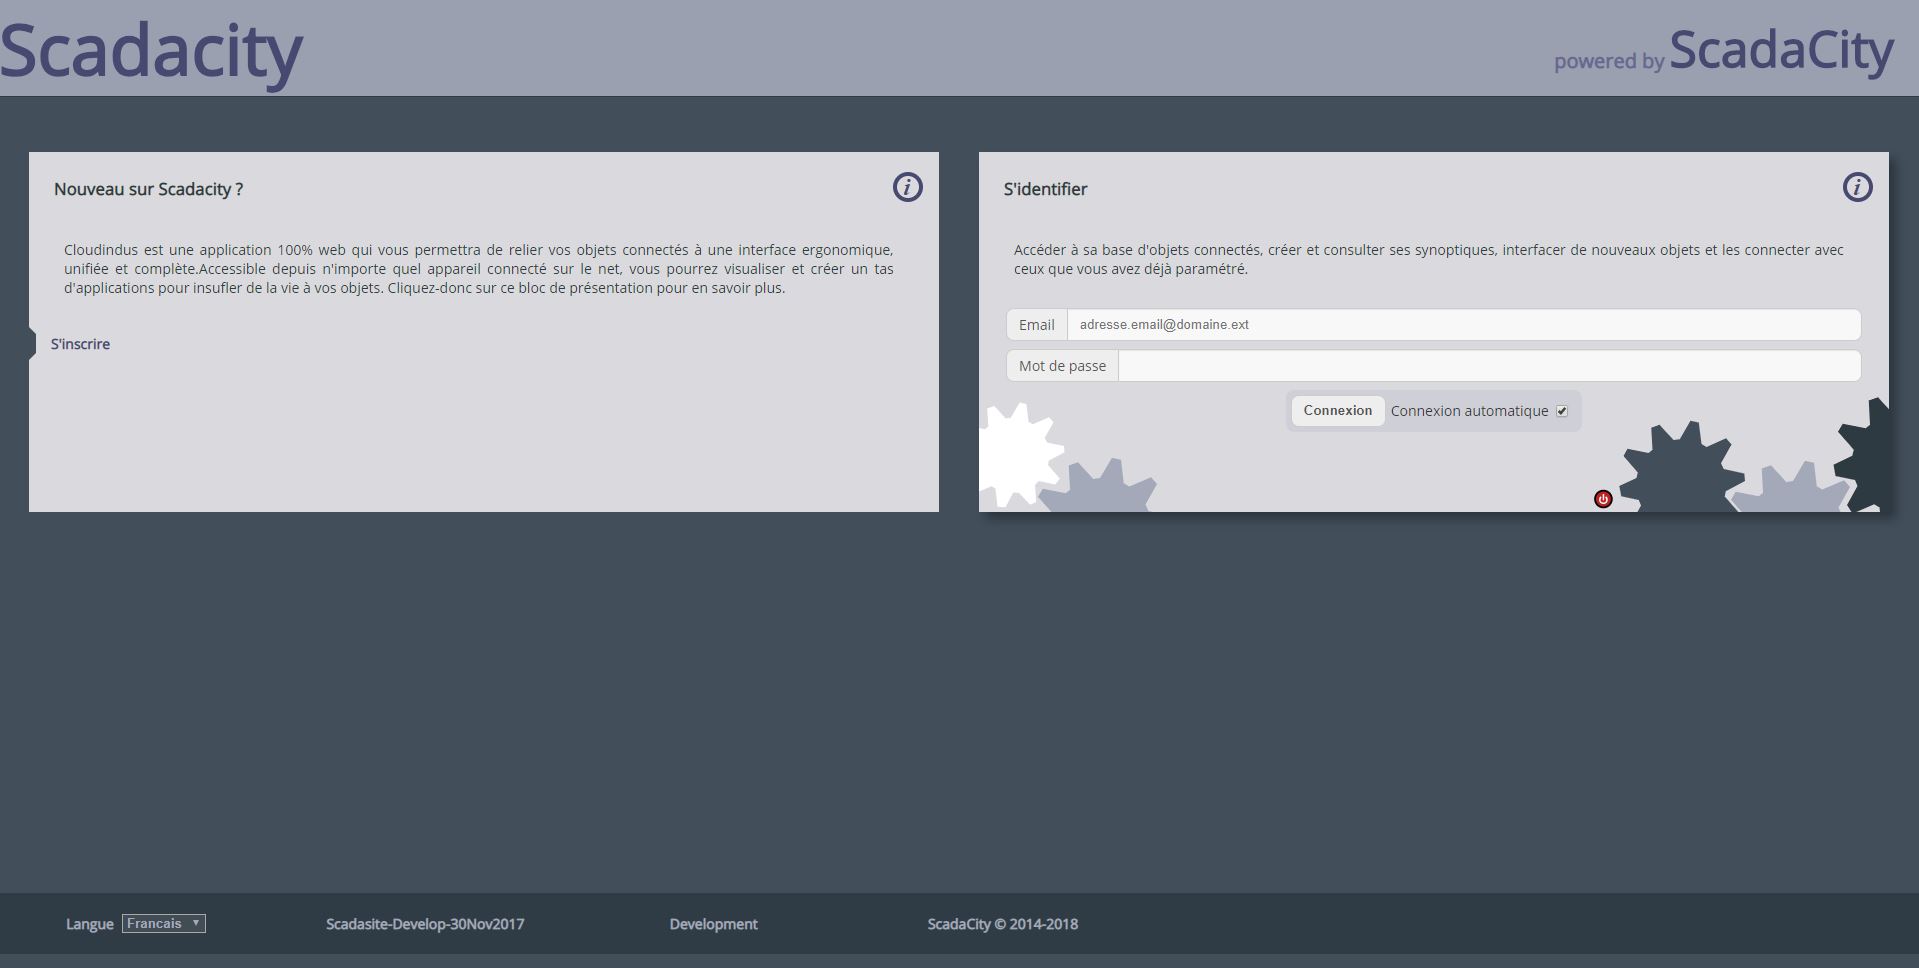 Scadacity
powered by ScadaCity
Nouveau sur Scadacity ?
Cloudindus est une application 100% web qui vous permettra de relier vos objets connectés à une interface ergonomique,
unifiée et complète.Accessible depuis n'importe quel appareil connecté sur le net, vous pourrez visualiser et créer un tas
d'applications pour insufler de la vie à vos objets. Cliquez-donc sur ce bloc de présentation pour en savoir plus.
S'inscrire
S'identifier
Accéder à sa base d'objets connectés, créer et consulter ses synoptiques, interfacer de nouveaux objets et les connecter avec
ceux que vous avez déjà paramétré.
Email adresse.email@domaine.ext
Mot de passe
Connexion Connexion automatique
Langue Francais Scadasite-Develop-30Nov2017 Development ScadaCity © 2014-2018